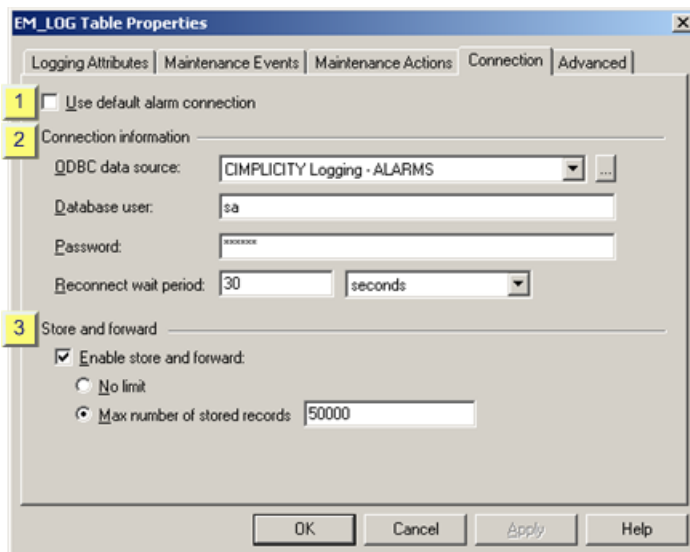 EM_LOG Table Properties
Logging Attributes Maintenance Events Maintenance Actions Connection Advanced
1 Use default alarm connection
2 Connection information
ODBC data source: CIMPLICITY Logging - ALARMS ...
Database user: sa
Password: ******
Reconnect wait period: 30 seconds
3 Store and forward
Enable store and forward:
No limit
Max number of stored records 50000
OK Cancel Apply Help